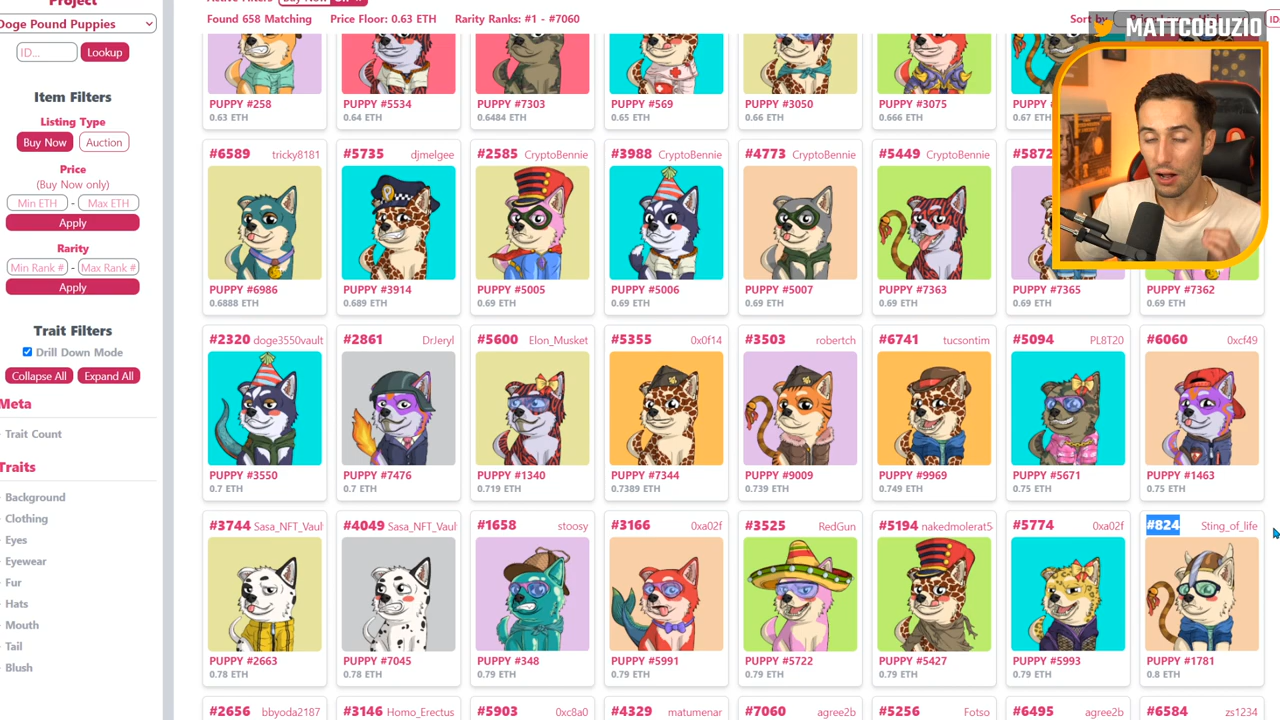 Project
Doge Pound Puppies
ID... Lookup
Item Filters
Listing Type
Buy Now Auction
Price
(Buy Now only)
Min ETH - Max ETH
Apply
Rarity
Min Rank # - Max Rank #
Apply
Trait Filters
Drill Down Mode
Collapse All Expand All
Meta
Trait Count
Traits
Background
Clothing
Eyes
Eyewear
Fur
Hats
Mouth
Tail
Blush
Found 658 Matching Price Floor: 0.63 ETH Rarity Ranks: #1 - #7060
MATTCOBUZIO
PUPPY #258 PUPPY #5534 PUPPY #7303 PUPPY #569 PUPPY #3050 PUPPY #3075
0.63 ETH 0.64 ETH 0.6484 ETH 0.65 ETH 0.66 ETH 0.666 ETH 0.67 ETH
#6589 tricky8181 #5735 djmelgee #2585 CryptoBennie #3988 CryptoBennie #4773 CryptoBennie #5449 CryptoBennie #5872
PUPPY #6986 PUPPY #3914 PUPPY #5005 PUPPY #5006 PUPPY #5007 PUPPY #7363 PUPPY #7365 PUPPY #7362
0.6888 ETH 0.689 ETH 0.69 ETH 0.69 ETH 0.69 ETH 0.69 ETH 0.69 ETH 0.69 ETH
#2320 doge3550vault #2861 DrJeryl #5600 Elon_Musket #5355 0x0f14 #3503 robertch #6741 tucsontim #5094 PL8T20 #6060 0xcf49
PUPPY #3550 PUPPY #7476 PUPPY #1340 PUPPY #7344 PUPPY #9009 PUPPY #9969 PUPPY #5671 PUPPY #1463
0.7 ETH 0.7 ETH 0.719 ETH 0.7389 ETH 0.739 ETH 0.749 ETH 0.75 ETH 0.75 ETH
#3744 Sasa_NFT_Vaul #4049 Sasa_NFT_Vaul #1658 stoosy #3166 0xa02f #3525 RedGun #5194 nakedmolerat5 #5774 0xa02f #824 Sting_of_life
PUPPY #2663 PUPPY #7045 PUPPY #348 PUPPY #5991 PUPPY #5722 PUPPY #5427 PUPPY #5993 PUPPY #1781
0.78 ETH 0.78 ETH 0.79 ETH 0.79 ETH 0.79 ETH 0.79 ETH 0.79 ETH 0.8 ETH
#2656 bbyoda2187 #3146 Homo_Erectus #5903 0xc8a0 #4329 matumenar #7060 agree2b #5256 Fotso #6495 agree2b #6584 zs1234